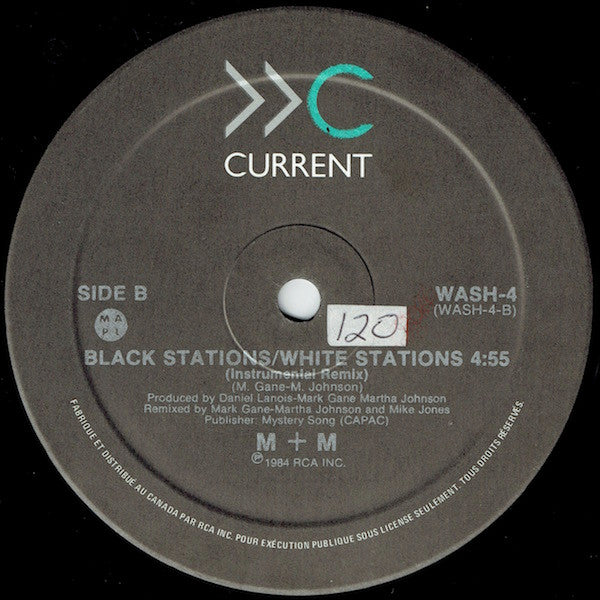 CURRENT
SIDE B
WASH-4
(WASH-4-B)
M A
P L
120
BLACK STATIONS/WHITE STATIONS 4:55
(Instrumental Remix)
(M. Gane-M. Johnson)
Produced by Daniel Lanois-Mark Gane Martha Johnson
Remixed by Mark Gane-Martha Johnson and Mike Jones
Publisher: Mystery Song (CAPAC)
M + M
℗1984 RCA INC.
FABRIQUÉ ET DISTRIBUÉ AU CANADA PAR RCA INC. POUR EXÉCUTION PUBLIQUE SOUS LICENSE SEULEMENT. TOUS DROITS RÉSERVÉS.